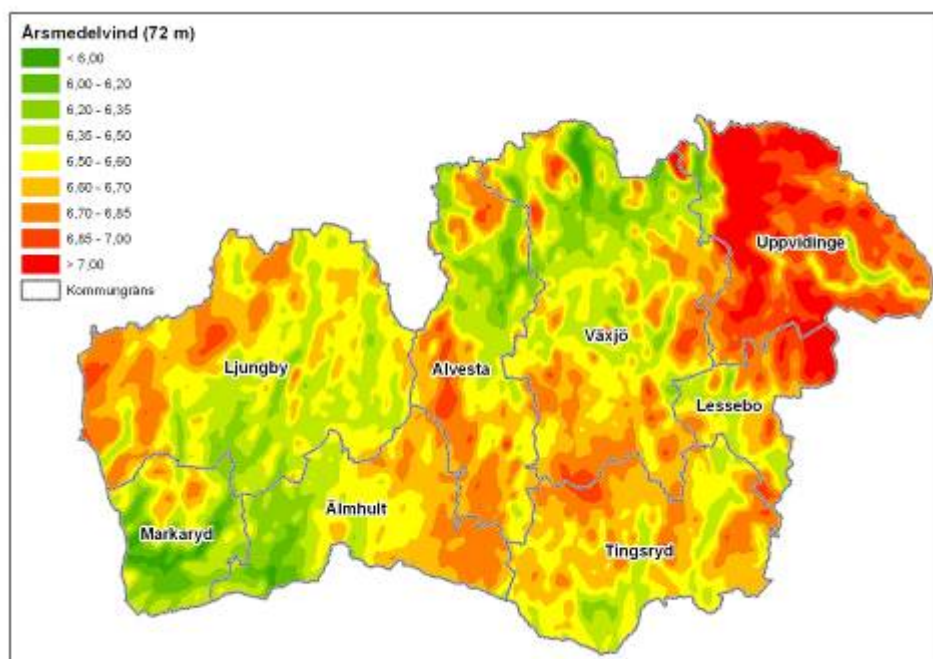 Årsmedelvind (72 m)
< 6,00
6,00 - 6,20
6,20 - 6,35
6,35 - 6,50
6,50 - 6,60
6,60 - 6,70
6,70 - 6,85
6,85 - 7,00
> 7,00
Kommungräns
Uppvidinge
Växjö
Ljungby
Alvesta
Lessebo
Älmhult
Markaryd
Tingsryd